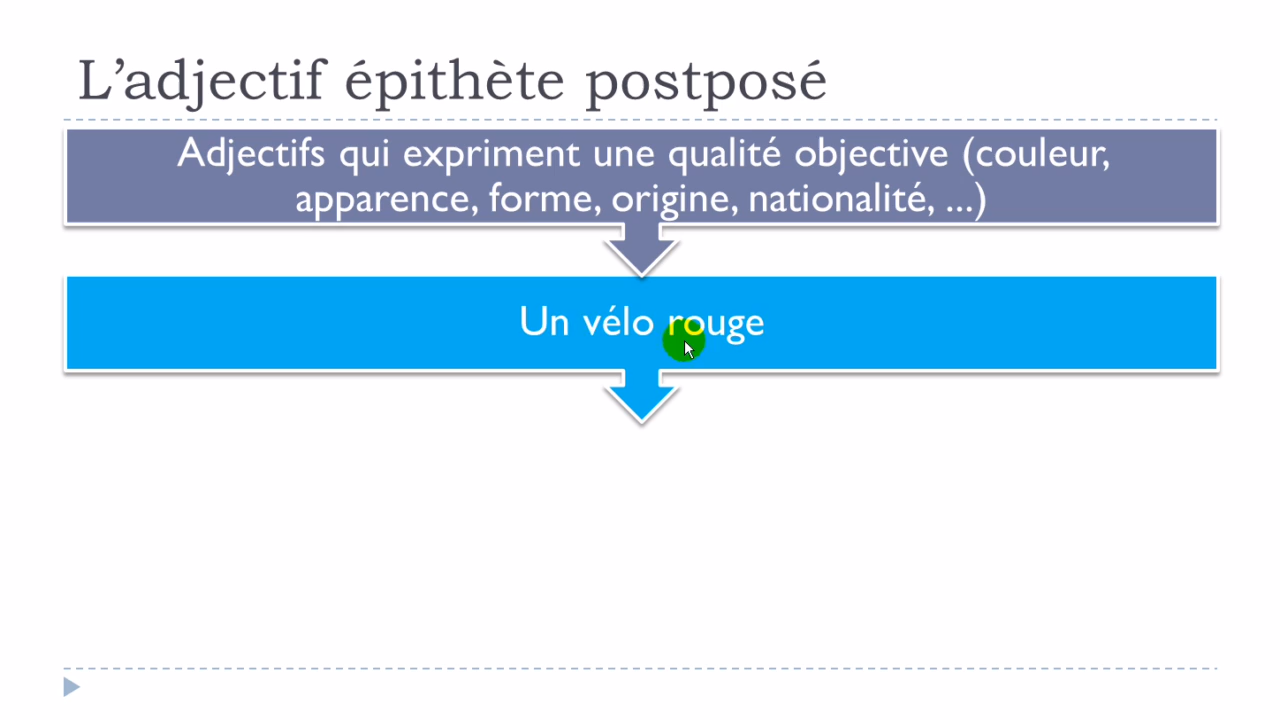 L’adjectif épithète postposé
Adjectifs qui expriment une qualité objective (couleur,
apparence, forme, origine, nationalité, ...)
Un vélo rouge